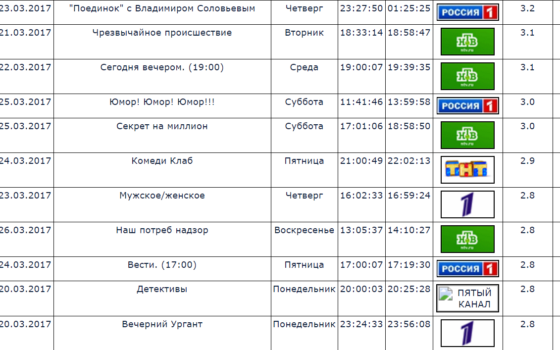 23.03.2017 "Поединок" с Владимиром Соловьевым Четверг 23:27:50 01:25:25 РОССИЯ 1 3.2
21.03.2017 Чрезвычайное происшествие Вторник 18:33:14 18:58:47 НТВ ntv.ru 3.1
22.03.2017 Сегодня вечером. (19:00) Среда 19:00:07 19:39:35 НТВ ntv.ru 3.1
25.03.2017 Юмор! Юмор! Юмор!!! Суббота 11:41:46 13:59:58 РОССИЯ 1 3.0
25.03.2017 Секрет на миллион Суббота 17:01:06 18:58:50 НТВ ntv.ru 3.0
24.03.2017 Комеди Клаб Пятница 21:00:49 22:02:13 ТНТ 2.9
23.03.2017 Мужское/женское Четверг 16:02:33 16:59:24 1 2.8
26.03.2017 Наш потреб надзор Воскресенье 13:05:37 14:10:27 НТВ ntv.ru 2.8
24.03.2017 Вести. (17:00) Пятница 17:00:07 17:19:30 РОССИЯ 1 2.8
20.03.2017 Детективы Понедельник 20:00:03 20:25:28 ПЯТЫЙ 2.8
КАНАЛ
20.03.2017 Вечерний Ургант Понедельник 23:24:33 23:56:08 1 2.8